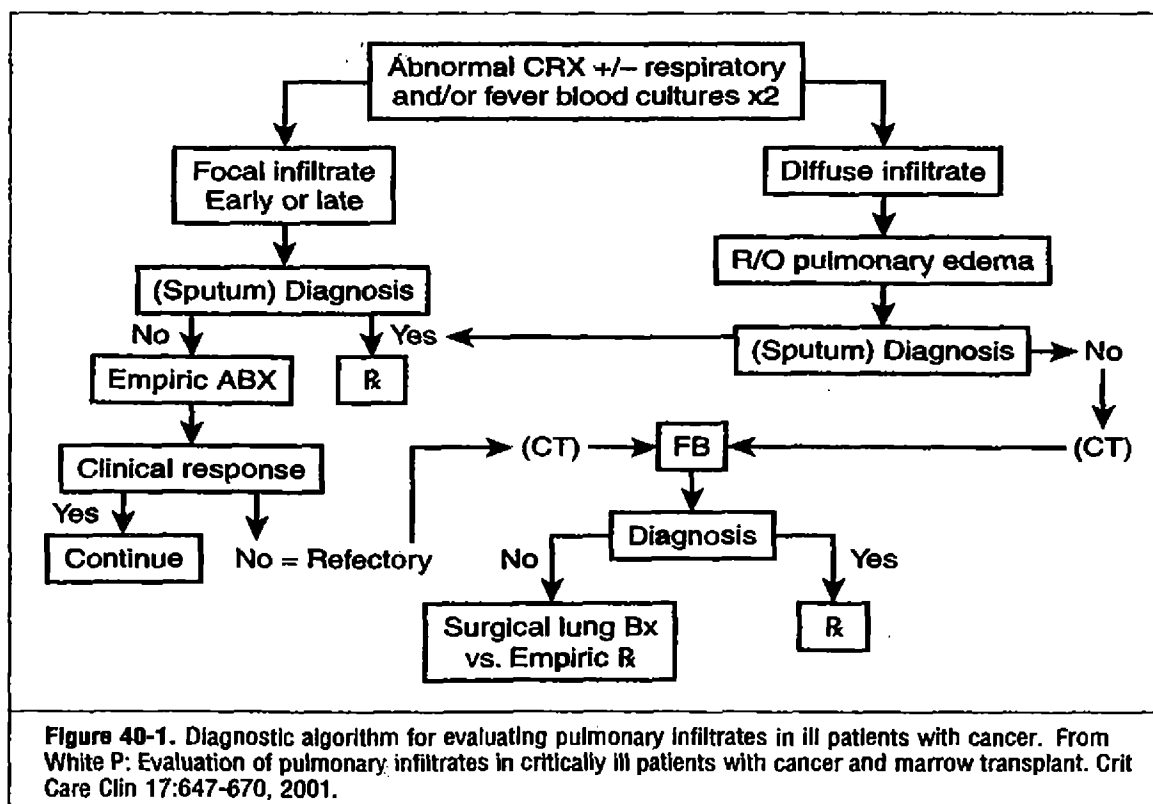 Abnormal CRX +/– respiratory
and/or fever blood cultures x2
Focal infiltrate
Early or late
Diffuse infiltrate
R/O pulmonary edema
(Sputum) Diagnosis
(Sputum) Diagnosis
No
Yes
No
Empiric ABX
℞
(CT)
FB
(CT)
Clinical response
Yes
Continue
No = Refectory
Diagnosis
No
Yes
Surgical lung Bx
vs. Empiric ℞
℞
Figure 40-1. Diagnostic algorithm for evaluating pulmonary infiltrates in ill patients with cancer. From
White P: Evaluation of pulmonary infiltrates in critically ill patients with cancer and marrow transplant. Crit
Care Clin 17:647-670, 2001.